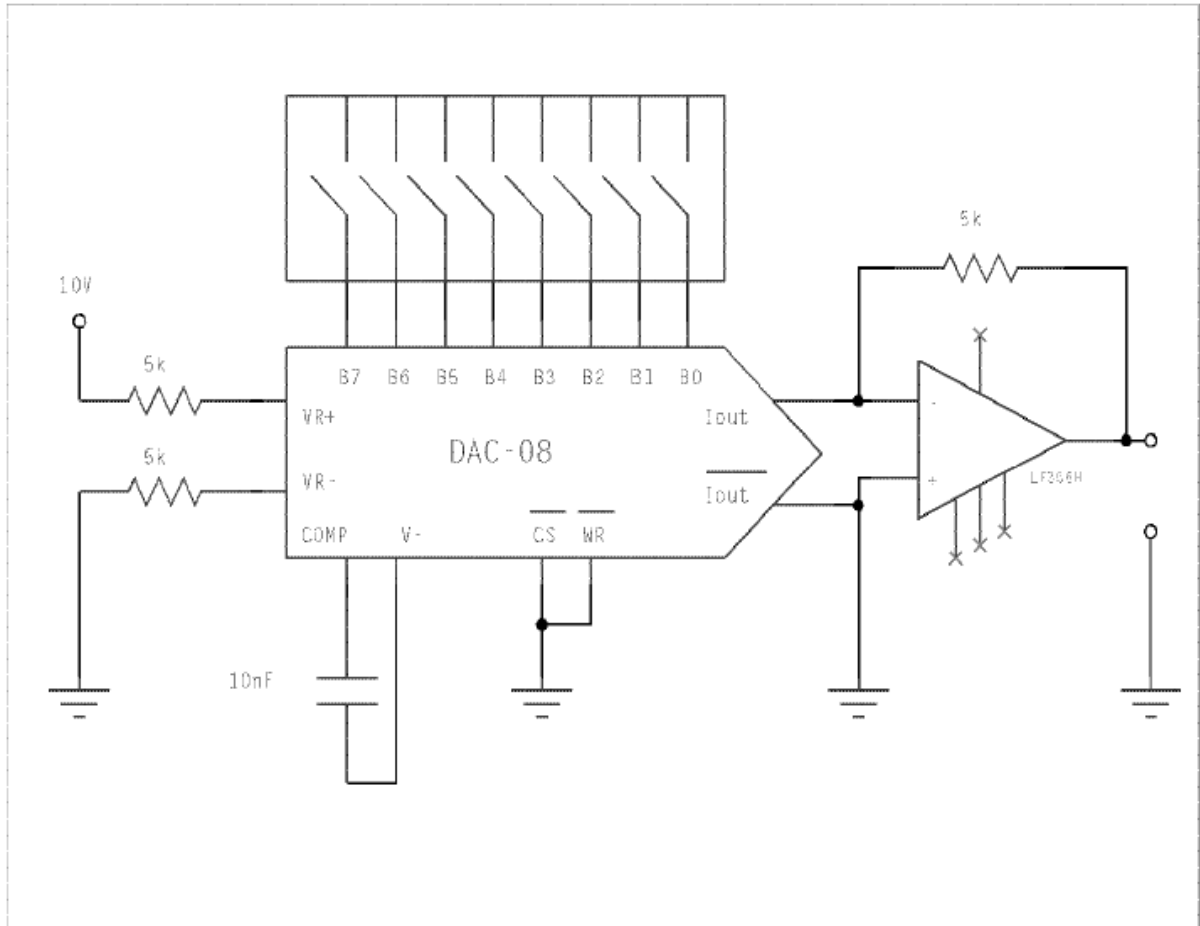 5k
10V
5k
B7 B6 B5 B4 B3 B2 B1 B0
VR+
Iout
-
DAC-08
5k
VR-
Iout
+
COMP V- CS WR
10nF